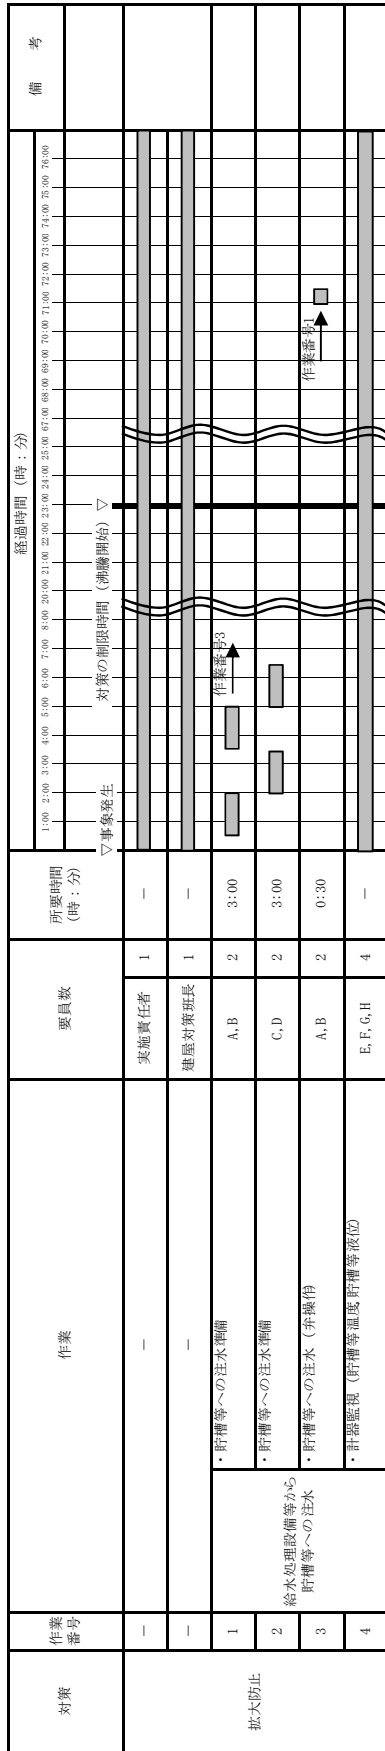 対策
作業
番号
作業
要員数
所要時間
(時：分)
経過時間（時：分）
備 考
1:00 2:00 3:00 4:00 5:00 6:00 7:00 8:00 20:00 21:00 22:00 23:00 24:00 25:00 67:00 68:00 69:00 70:00 71:00 72:00 73:00 74:00 75:00 76:00
▽事象発生
対策の制限時間（沸騰開始） ▽
拡大防止
－ － 実施責任者 1 －
－ － 建屋対策班長 1 －
給水処理設備等から
貯槽等への注水
1 ・貯槽等への注水準備 A,B 2 3:00
作業番号3
2 ・貯槽等への注水準備 C,D 2 3:00
3 ・貯槽等への注水（弁操作） A,B 2 0:30
作業番号1
4 ・計器監視（貯槽等温度,貯槽等液位） E,F,G,H 4 －